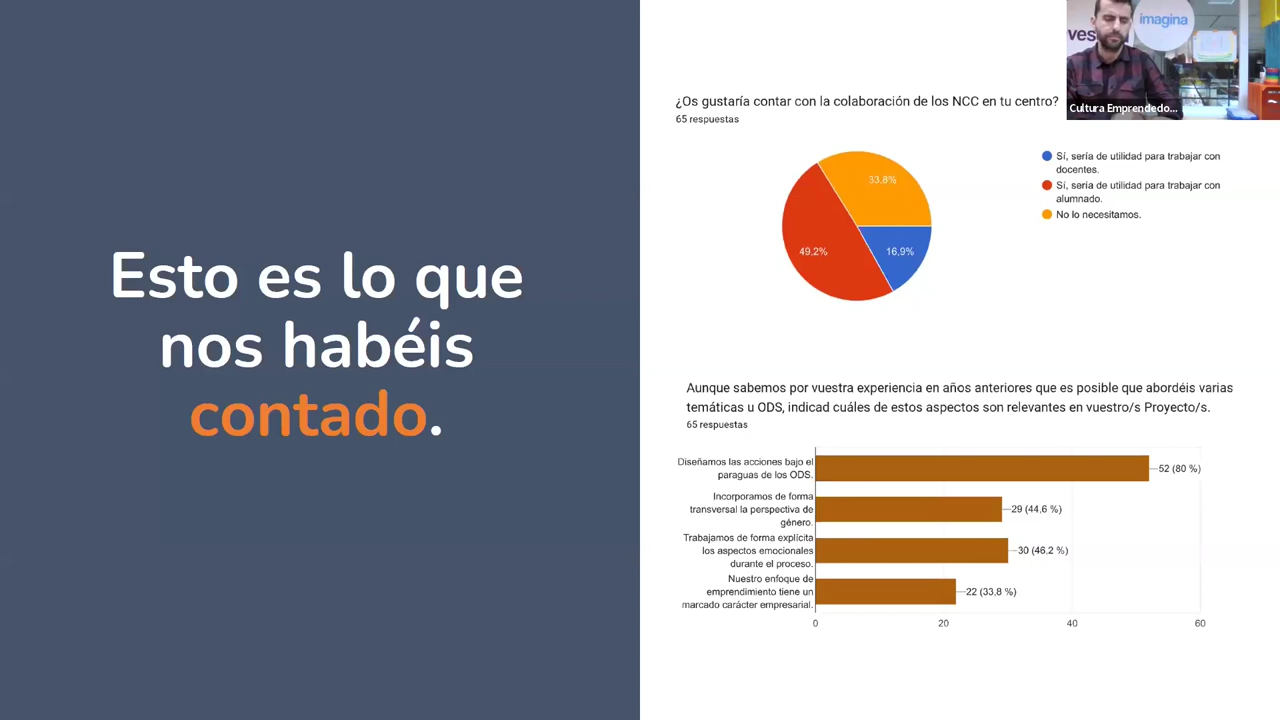 Esto es lo que
nos habéis
contado.
¿Os gustaría contar con la colaboración de los NCC en tu centro?
65 respuestas
33,8%
49,2%
16,9%
Sí, sería de utilidad para trabajar con
docentes.
Sí, sería de utilidad para trabajar con
alumnado.
No lo necesitamos.
imagina
Cultura Emprendedo...
Aunque sabemos por vuestra experiencia en años anteriores que es posible que abordéis varias
temáticas u ODS, indicad cuáles de estos aspectos son relevantes en vuestro/s Proyecto/s.
65 respuestas
Diseñamos las acciones bajo el
paraguas de los ODS.
52 (80 %)
Incorporamos de forma
transversal la perspectiva de
género.
29 (44,6 %)
Trabajamos de forma explícita
los aspectos emocionales
durante el proceso.
30 (46,2 %)
Nuestro enfoque de
emprendimiento tiene un
marcado carácter empresarial.
22 (33,8 %)
0
20
40
60